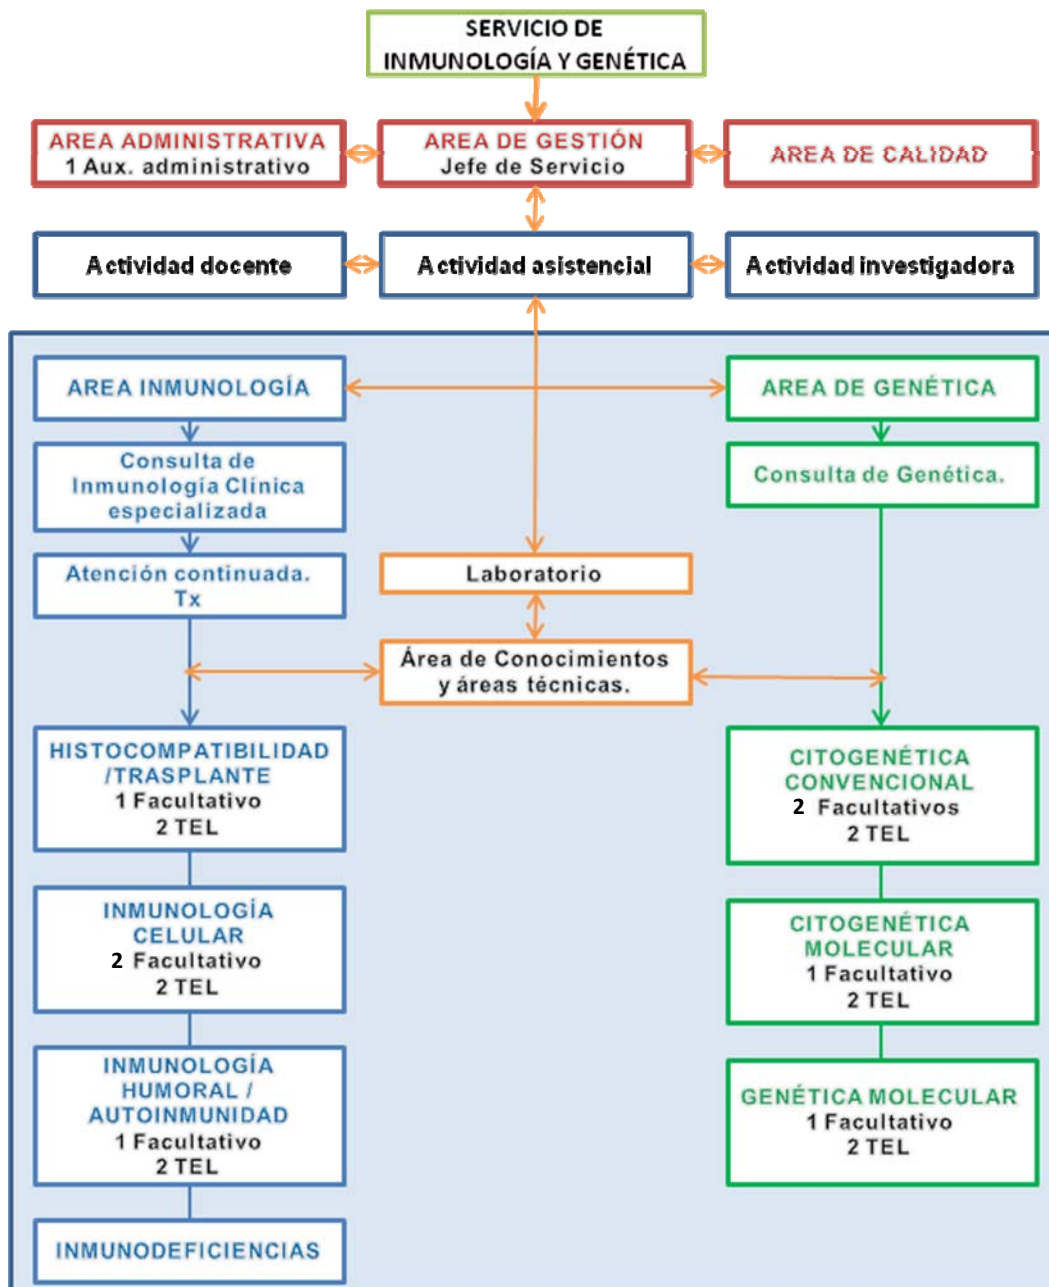 SERVICIO DE
INMUNOLOGÍA Y GENÉTICA
AREA ADMINISTRATIVA
1 Aux. administrativo
AREA DE GESTIÓN
Jefe de Servicio
AREA DE CALIDAD
Actividad docente
Actividad asistencial
Actividad investigadora
AREA INMUNOLOGÍA
AREA DE GENÉTICA
Consulta de
Inmunología Clínica
especializada
Consulta de Genética.
Atención continuada.
Tx
Laboratorio
Área de Conocimientos
y áreas técnicas.
HISTOCOMPATIBILIDAD
/TRASPLANTE
1 Facultativo
2 TEL
CITOGENÉTICA
CONVENCIONAL
2 Facultativos
2 TEL
INMUNOLOGÍA
CELULAR
2 Facultativo
2 TEL
CITOGENÉTICA
MOLECULAR
1 Facultativo
2 TEL
INMUNOLOGÍA
HUMORAL /
AUTOINMUNIDAD
1 Facultativo
2 TEL
GENÉTICA MOLECULAR
1 Facultativo
2 TEL
INMUNODEFICIENCIAS